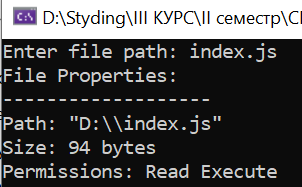 D:\Styding\III КУРС\II семестр\С
Enter file path: index.js
File Properties:
-------------------
Path: "D:\\index.js"
Size: 94 bytes
Permissions: Read Execute